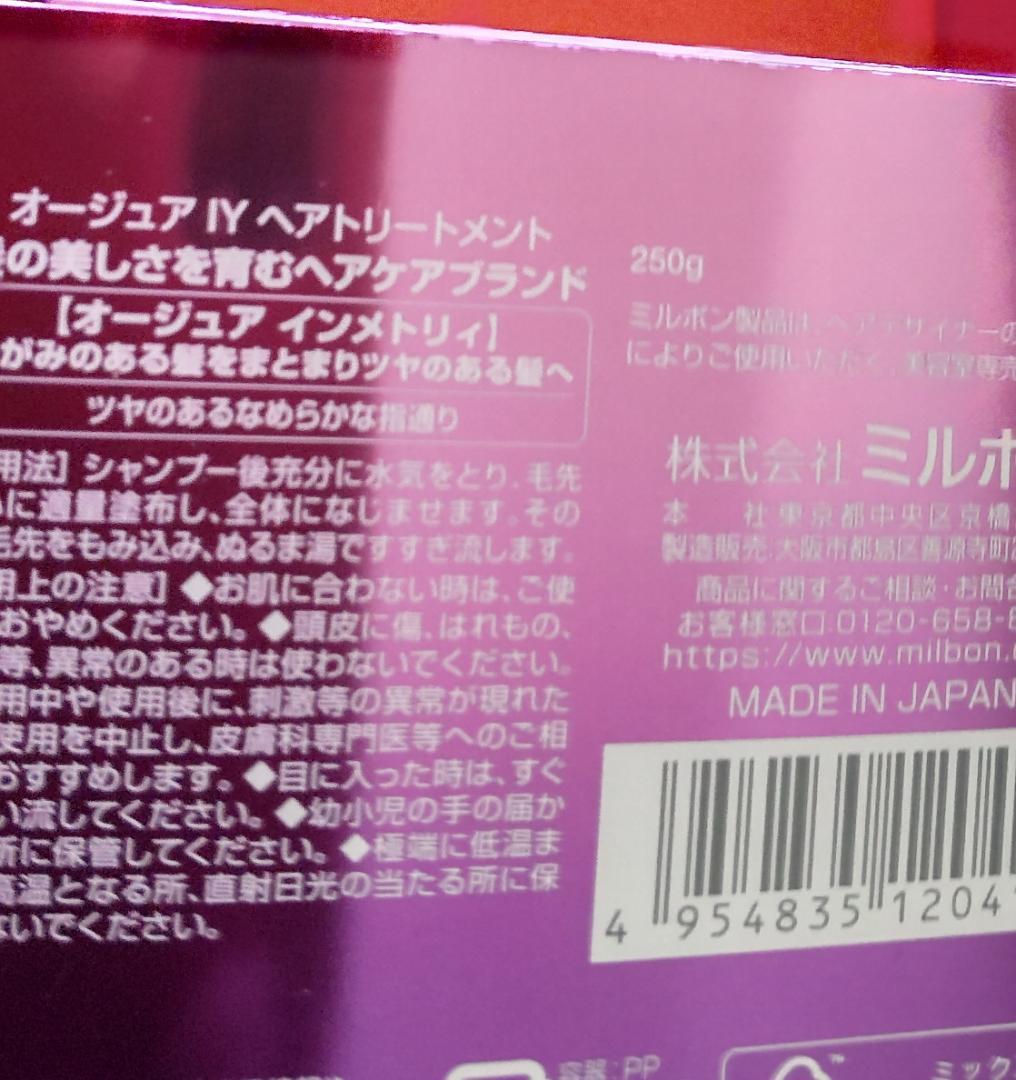 オージュア IY ヘアトリートメント
の美しさを育むヘアケアブランド
【オージュア インメトリィ】
がみのある髪をまとまりツヤのある髪へ
ツヤのあるなめらかな指通り
用法］シャンプー後充分に水気をとり、毛先
に適量塗布し、全体になじませます。その
毛先をもみ込み、ぬるま湯ですすぎ流します。
用上の注意］◆お肌に合わない時は、ご使
おやめください。◆頭皮に傷、はれもの、
等、異常のある時は使わないでください。
用中や使用後に、刺激等の異常が現れた
使用を中止し、皮膚科専門医等へのご相
おすすめします。◆目に入った時は、すぐ
い流してください。◆幼小児の手の届か
所に保管してください。◆極端に低温ま
高温となる所、直射日光の当たる所に保
ないでください。
250g
ミルボン製品は、ヘアデザイナーの
によりご使用いただく、美容室専売
株式会社 ミルボ
本 社 東京都中央区京橋
製造販売:大阪市都島区善源寺町
商品に関するご相談・お問合
お客様窓口:0120-658-8
https://www.milbon.
MADE IN JAPAN
4 954835 1204
容器:PP
ミック